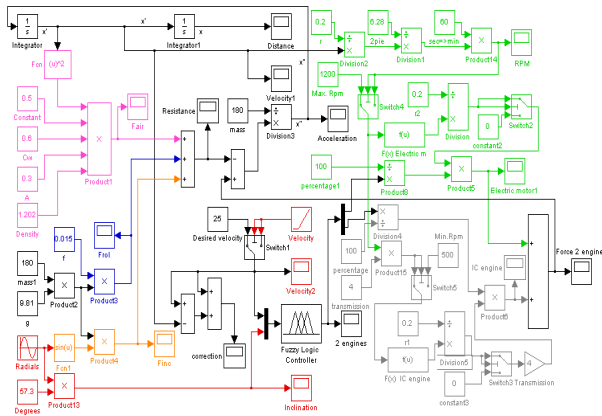 1
s
x'
Integrator
x'
1
s
x
Integrator1
Distance
x''
Velocity1
0.2
r
Division2
6.28
2pie
Division1
60
sec=>min
Product14
RPM
1200
Max. Rpm
Switch4
Fcn
(u)^2
0.5
Constant
0.6
Cw
0.3
A
1.202
Density
Product1
Fair
Resistance
180
mass
Division3
x''
Acceleration
0.2
r2
f(u)
F(x) Electric m
Division
0
constant2
Switch2
100
percentage1
Product8
Product5
Electric motor1
0.015
f
Frol
180
mass1
9.81
g
Product2
Product3
25
Desired velocity
Velocity
Switch1
Velocity2
Division4
100
percentage
4
transmission
Product15
Min.Rpm
500
Switch5
IC engine
Product6
Force 2 engine
Radials
sin(u)
Fcn1
Product4
Finc
57.3
Degrees
Product13
correction
Fuzzy Logic
Controller
2 engines
Inclination
0.2
r1
f(u)
F(x) IC engine
Division5
0
constant3
Switch3
4
Transmission